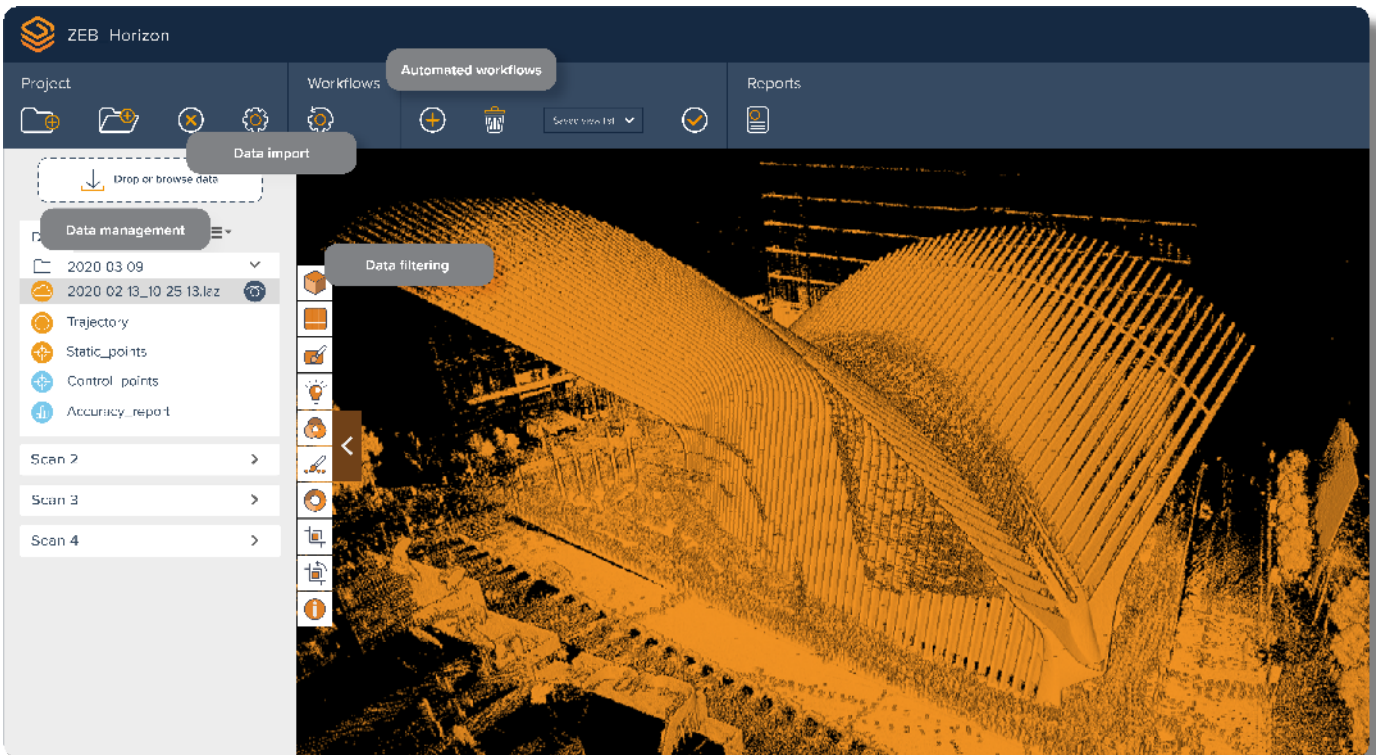 ZEB Horizon
Automated workflows
Project
Workflows
Reports
Data import
Drop or browse data
Data management
Data filtering
2020 03 09
2020 02 13_10 25 13.laz
Trajectory
Static_points
Control_points
Accuracy_report
Scan 2
Scan 3
Scan 4